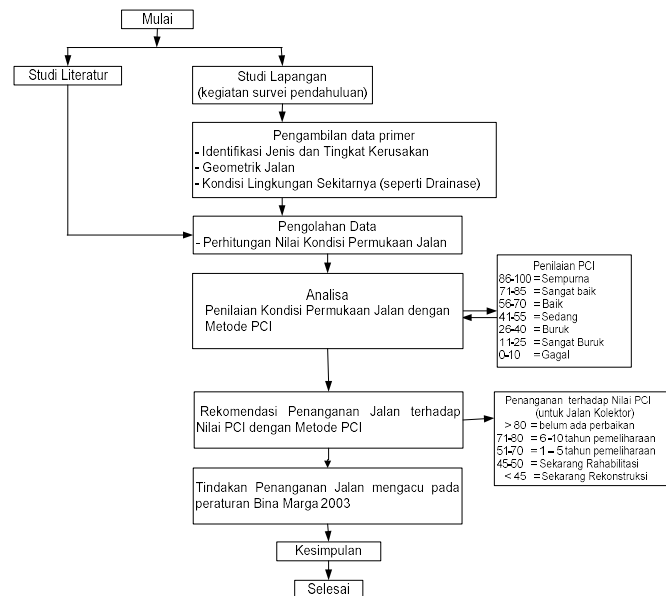 Mulai
Studi Literatur
Studi Lapangan
(kegiatan survei pendahuluan)
Pengambilan data primer
- Identifikasi Jenis dan Tingkat Kerusakan
- Geometrik Jalan
- Kondisi Lingkungan Sekitarnya (seperti Drainase)
Pengolahan Data
- Perhitungan Nilai Kondisi Permukaan Jalan
Analisa
Penilaian Kondisi Permukaan Jalan dengan
Metode PCI
Penilaian PCI
86-100 = Sempurna
71-85 = Sangat baik
56-70 = Baik
41-55 = Sedang
26-40 = Buruk
11-25 = Sangat Buruk
0-10 = Gagal
Rekomendasi Penanganan Jalan terhadap
Nilai PCI dengan Metode PCI
Penanganan terhadap Nilai PCI
(untuk Jalan Kolektor)
> 80 = belum ada perbaikan
71-80 = 6-10 tahun pemeliharaan
51-70 = 1 – 5 tahun pemeliharaan
45-50 = Sekarang Rahabilitasi
< 45 = Sekarang Rekonstruksi
Tindakan Penanganan Jalan mengacu pada
peraturan Bina Marga 2003
Kesimpulan
Selesai